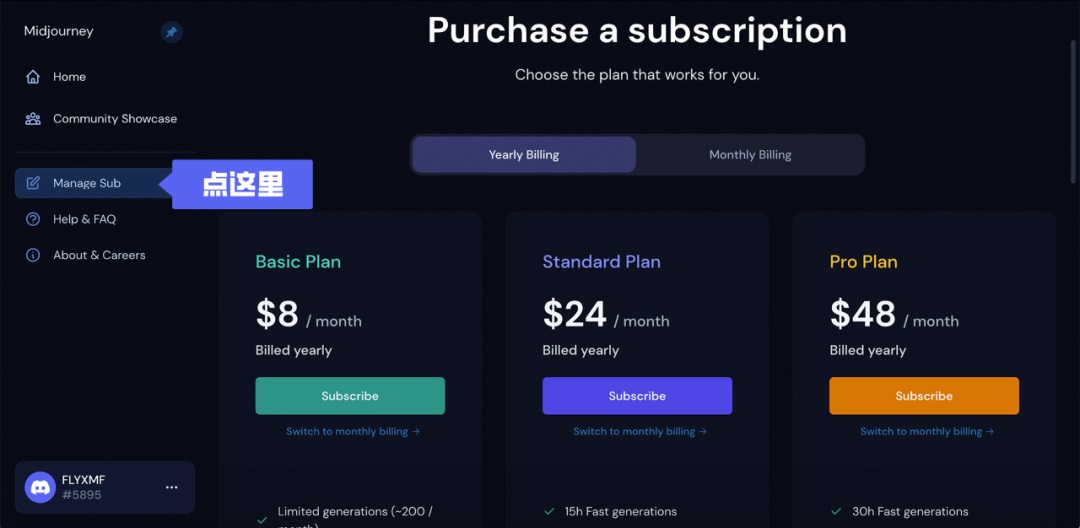 Midjourney
Home
Community Showcase
Manage Sub
点这里
Help & FAQ
About & Careers
FLYXMF
#5895
Purchase a subscription
Choose the plan that works for you.
Yearly Billing
Monthly Billing
Basic Plan
$8 / month
Billed yearly
Subscribe
Switch to monthly billing →
Limited generations (~200 /
month)
Standard Plan
$24 / month
Billed yearly
Subscribe
Switch to monthly billing →
15h Fast generations
Pro Plan
$48 / month
Billed yearly
Subscribe
Switch to monthly billing →
30h Fast generations